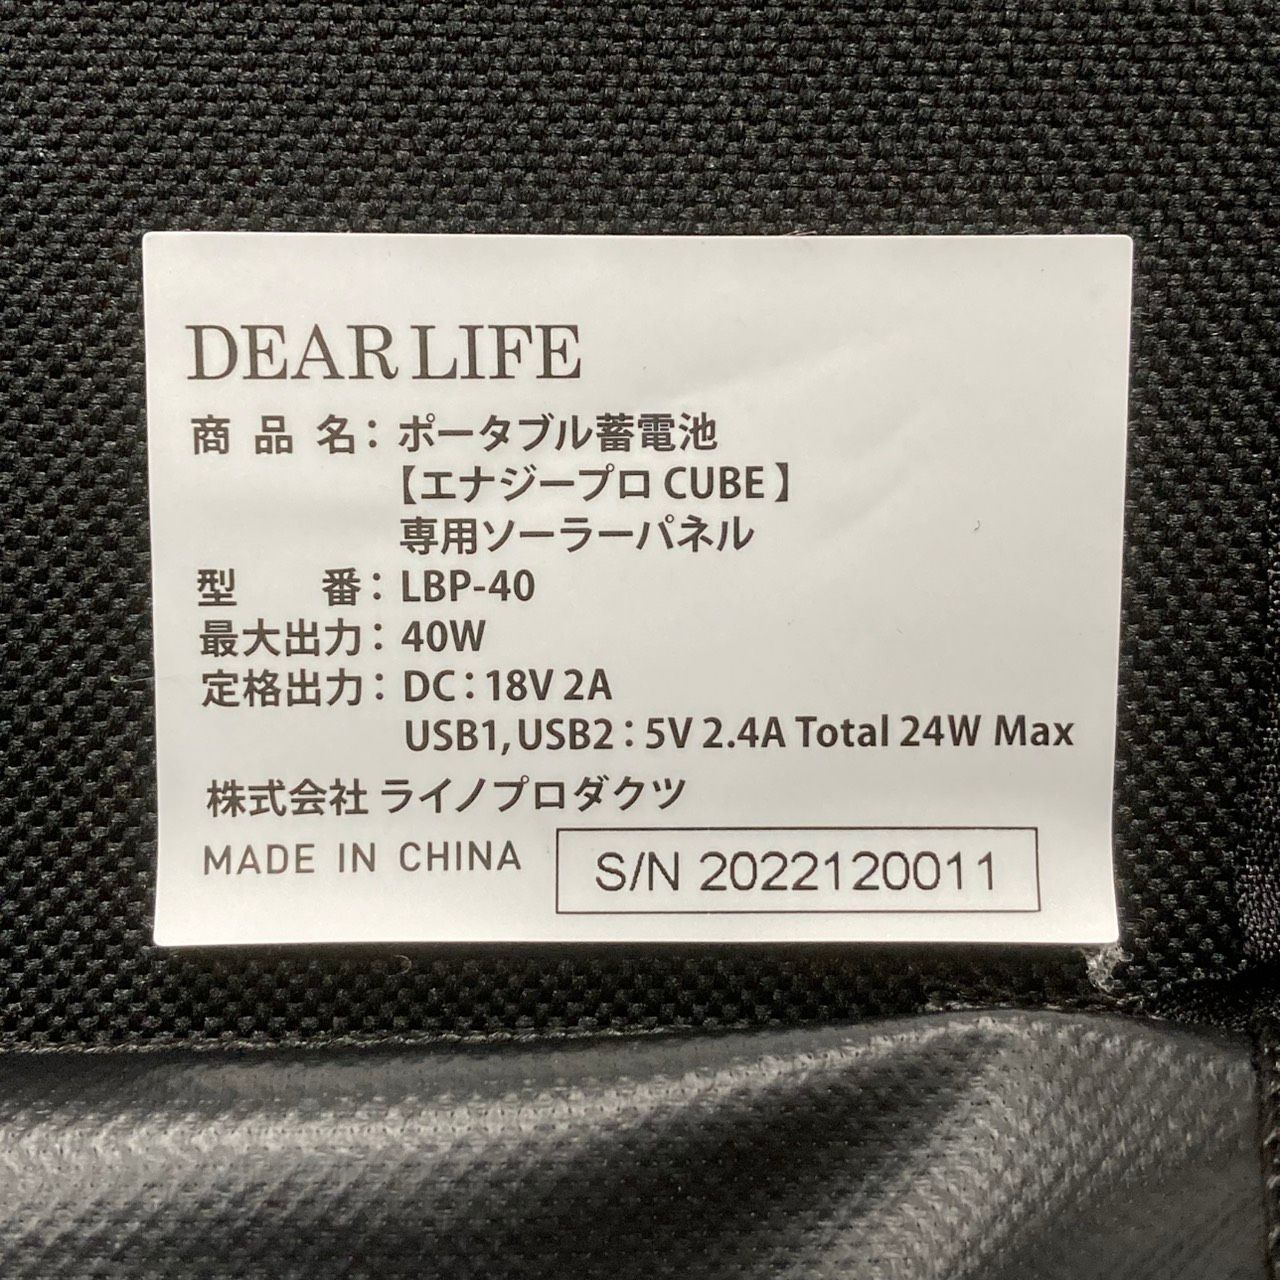 DEAR LIFE
商品名：ポータブル蓄電池
【エナジープロ CUBE】
専用ソーラーパネル
型番：LBP-40
最大出力：40W
定格出力：DC：18V 2A
USB1, USB2：5V 2.4A Total 24W Max
株式会社 ライノプロダクツ
MADE IN CHINA
S/N 2022120011